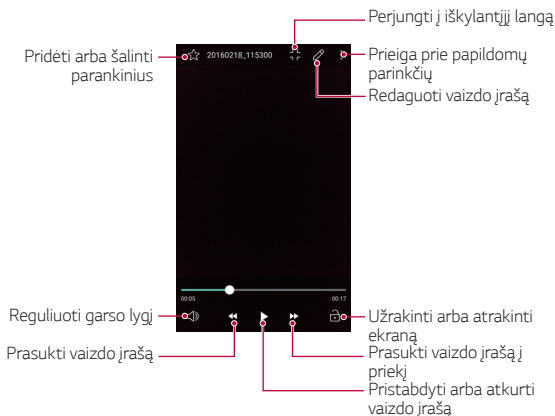 Perjungti į iškylantįjį langą
Pridėti arba šalinti
parankinius
20160218_115300
Prieiga prie papildomų
parinkčių
Redaguoti vaizdo įrašą
00:05
00:17
Reguliuoti garso lygį
Užrakinti arba atrakinti
ekraną
Prasukti vaizdo įrašą
Prasukti vaizdo įrašą į
priekį
Pristabdyti arba atkurti
vaizdo įrašą